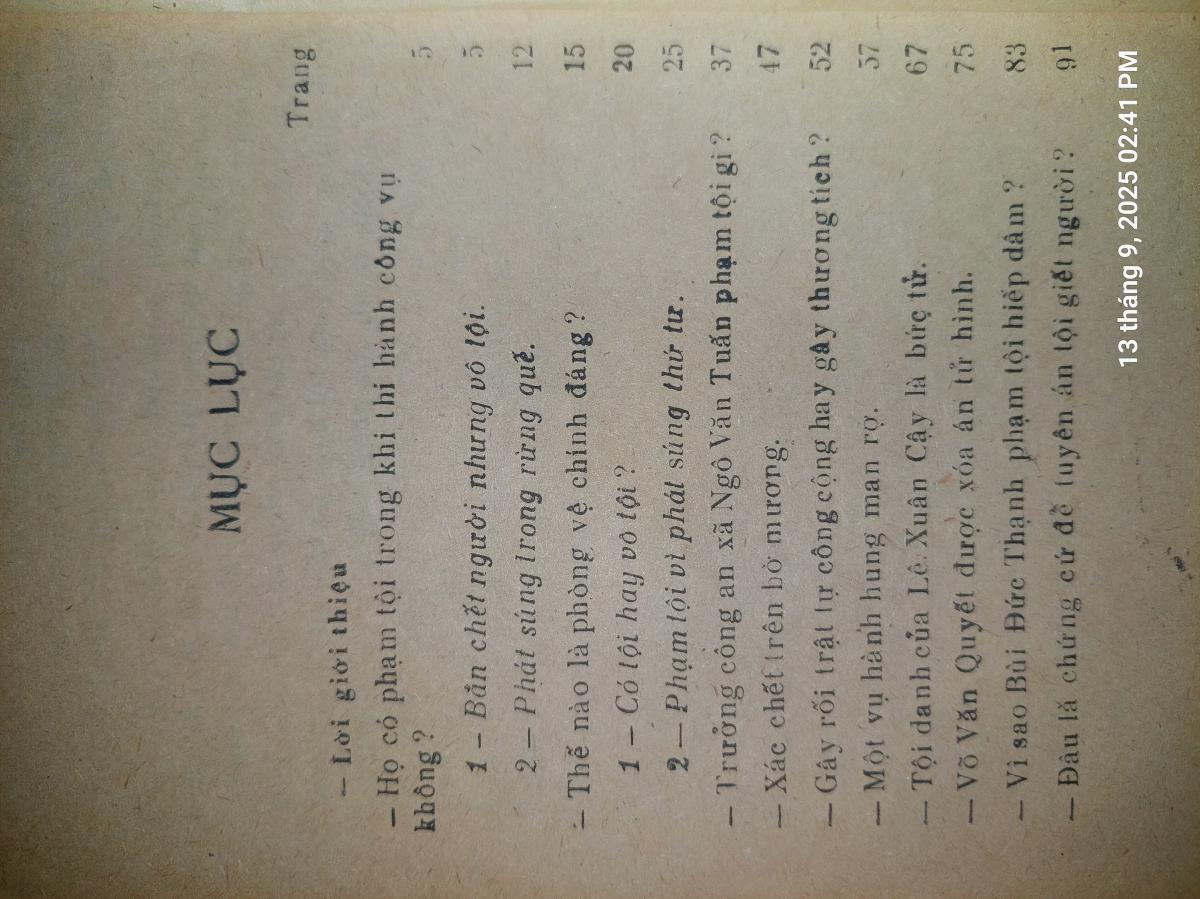 MỤC LỤC
Trang
— Lời giới thiệu
— Họ có phạm tội trong khi thi hành công vụ
không? 5
1 — Bắn chết người nhưng vô tội. 5
2 — Phát súng trong rừng quế. 12
— Thế nào là phòng vệ chính đáng? 15
1 — Có tội hay vô tội? 20
2 — Phạm tội vì phát súng thứ tư. 25
— Trưởng công an xã Ngô Văn Tuấn phạm tội gì? 37
— Xác chết trên bờ mương. 47
— Gây rối trật tự công cộng hay gây thương tích? 52
— Một vụ hành hung man rợ. 57
— Tội danh của Lê Xuân Cậy là bức tử. 67
— Võ Văn Quyết được xóa án tử hình. 75
— Vì sao Bùi Đức Thạnh phạm tội hiếp dâm? 83
— Đâu là chứng cứ để tuyên án tội giết người? 91
13 tháng 9, 2025 02:41 PM